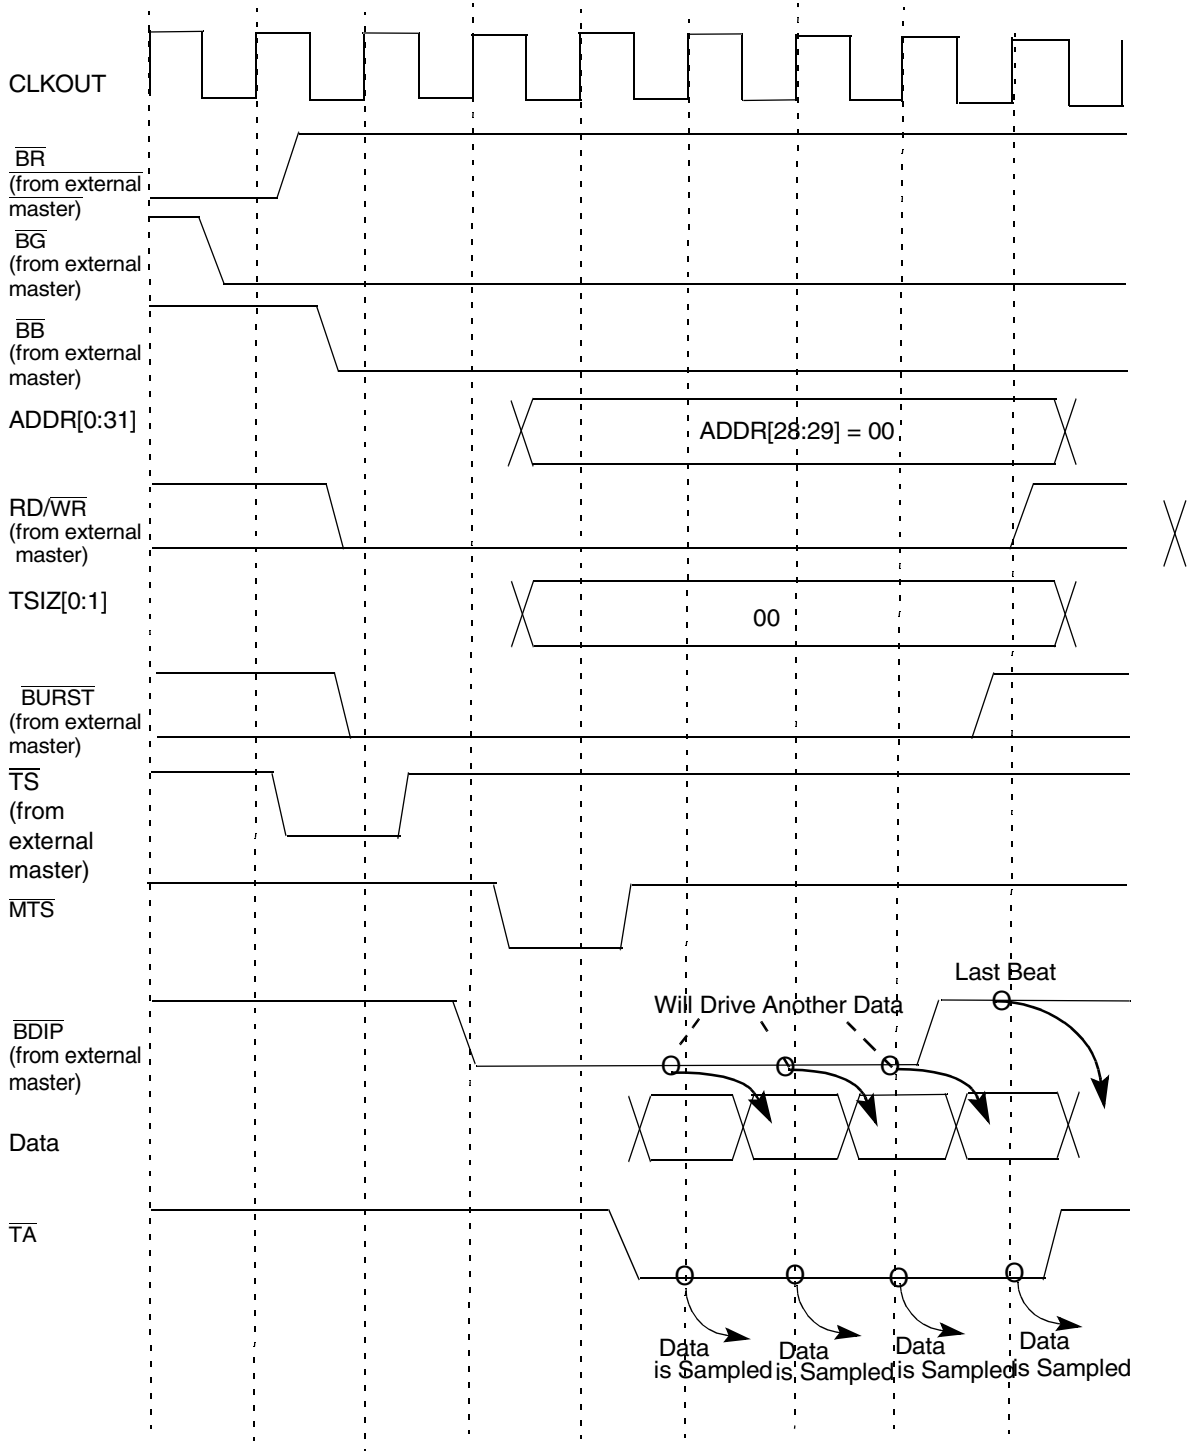 CLKOUT
BR
(from external
master)
BG
(from external
master)
BB
(from external
master)
ADDR[0:31]
ADDR[28:29] = 00
RD/WR
(from external
master)
TSIZ[0:1]
00
BURST
(from external
master)
TS
(from
external
master)
MTS
Last Beat
Will Drive Another Data
BDIP
(from external
master)
Data
TA
Data
is Sampled
Data
is Sampled
Data
is Sampled
Data
is Sampled